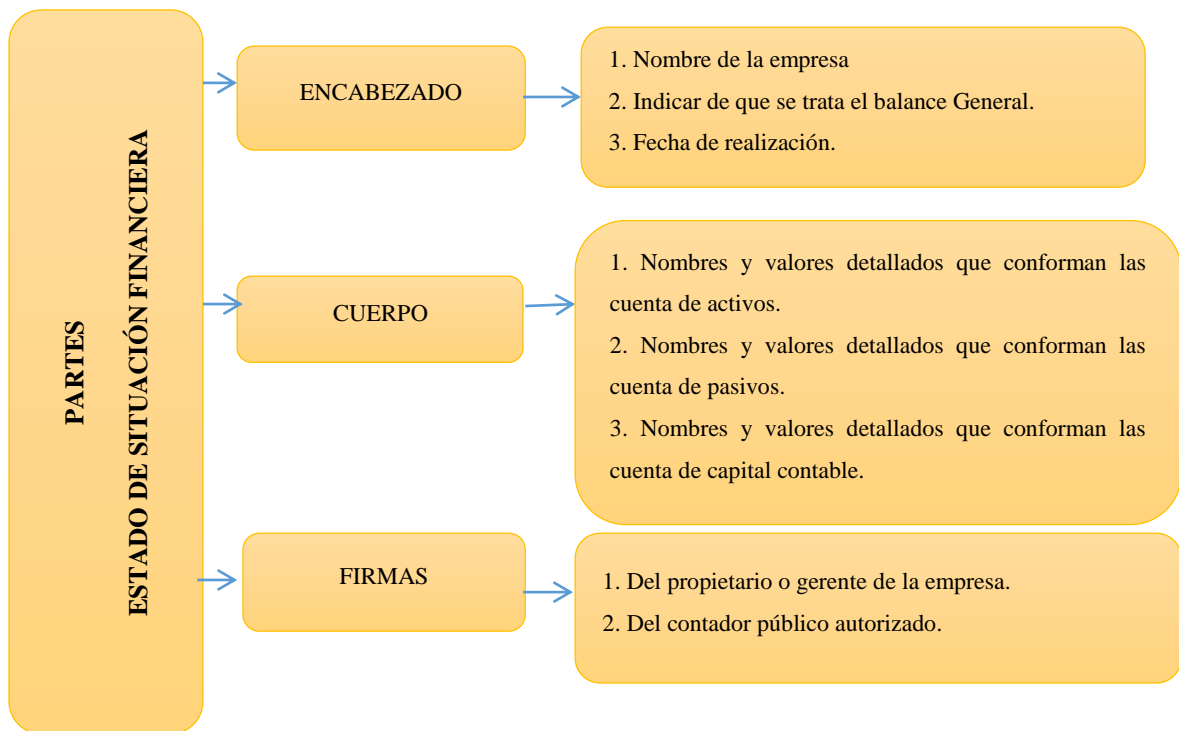 PARTES
ESTADO DE SITUACIÓN FINANCIERA
ENCABEZADO
1. Nombre de la empresa
2. Indicar de que se trata el balance General.
3. Fecha de realización.
CUERPO
1. Nombres y valores detallados que conforman las
cuenta de activos.
2. Nombres y valores detallados que conforman las
cuenta de pasivos.
3. Nombres y valores detallados que conforman las
cuenta de capital contable.
FIRMAS
1. Del propietario o gerente de la empresa.
2. Del contador público autorizado.